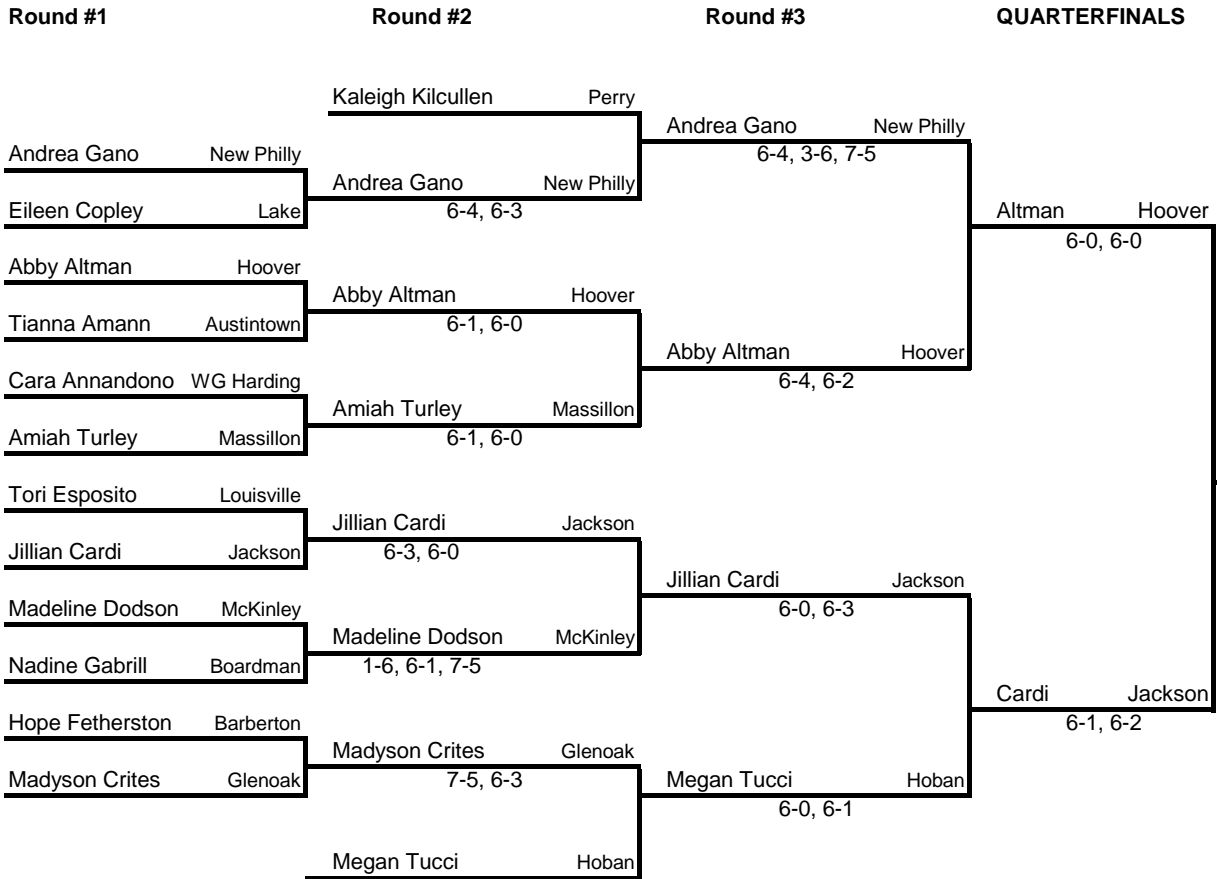 Round #1 Round #2 Round #3 QUARTERFINALS
Kaleigh Kilcullen Perry
Andrea Gano New Philly
6-4, 3-6, 7-5
Andrea Gano New Philly
Andrea Gano New Philly
6-4, 6-3
Eileen Copley Lake
Altman Hoover
6-0, 6-0
Abby Altman Hoover
Abby Altman Hoover
6-1, 6-0
Tianna Amann Austintown
Abby Altman Hoover
6-4, 6-2
Cara Annandono WG Harding
Amiah Turley Massillon
6-1, 6-0
Amiah Turley Massillon
Tori Esposito Louisville
Jillian Cardi Jackson
6-3, 6-0
Jillian Cardi Jackson
Jillian Cardi Jackson
6-0, 6-3
Madeline Dodson McKinley
Madeline Dodson McKinley
1-6, 6-1, 7-5
Nadine Gabrill Boardman
Cardi Jackson
6-1, 6-2
Hope Fetherston Barberton
Madyson Crites Glenoak
7-5, 6-3
Madyson Crites Glenoak
Megan Tucci Hoban
6-0, 6-1
Megan Tucci Hoban